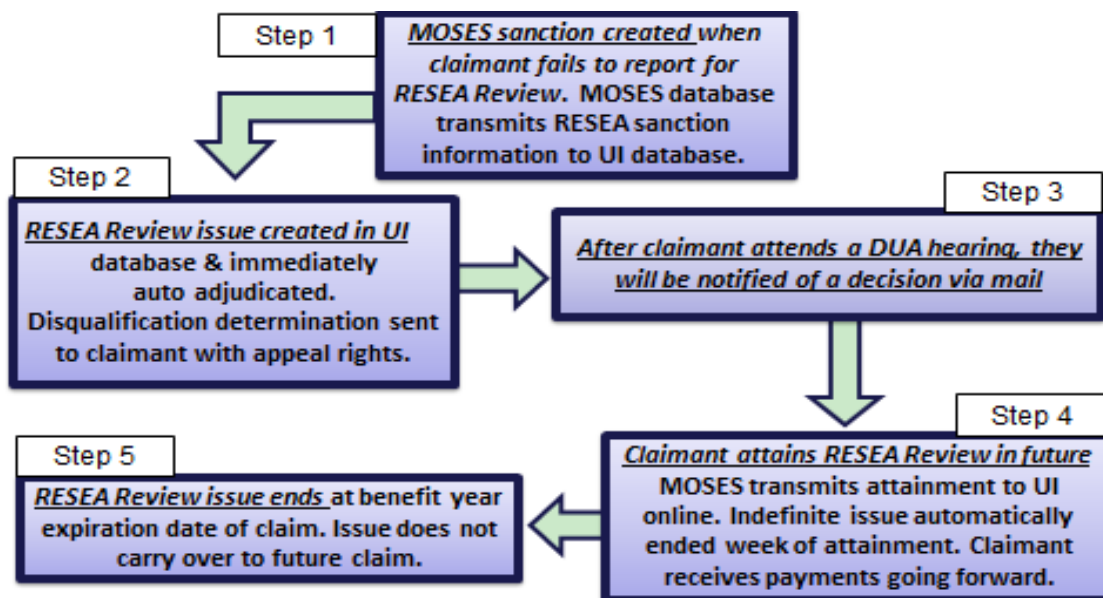 Step 1
MOSES sanction created when
claimant fails to report for
RESEA Review. MOSES database
transmits RESEA sanction
information to UI database.
Step 2
RESEA Review issue created in UI
database & immediately
auto adjudicated.
Disqualification determination sent
to claimant with appeal rights.
Step 3
After claimant attends a DUA hearing, they
will be notified of a decision via mail
Step 4
Claimant attains RESEA Review in future
MOSES transmits attainment to UI
online. Indefinite issue automatically
ended week of attainment. Claimant
receives payments going forward.
Step 5
RESEA Review issue ends at benefit year
expiration date of claim. Issue does not
carry over to future claim.